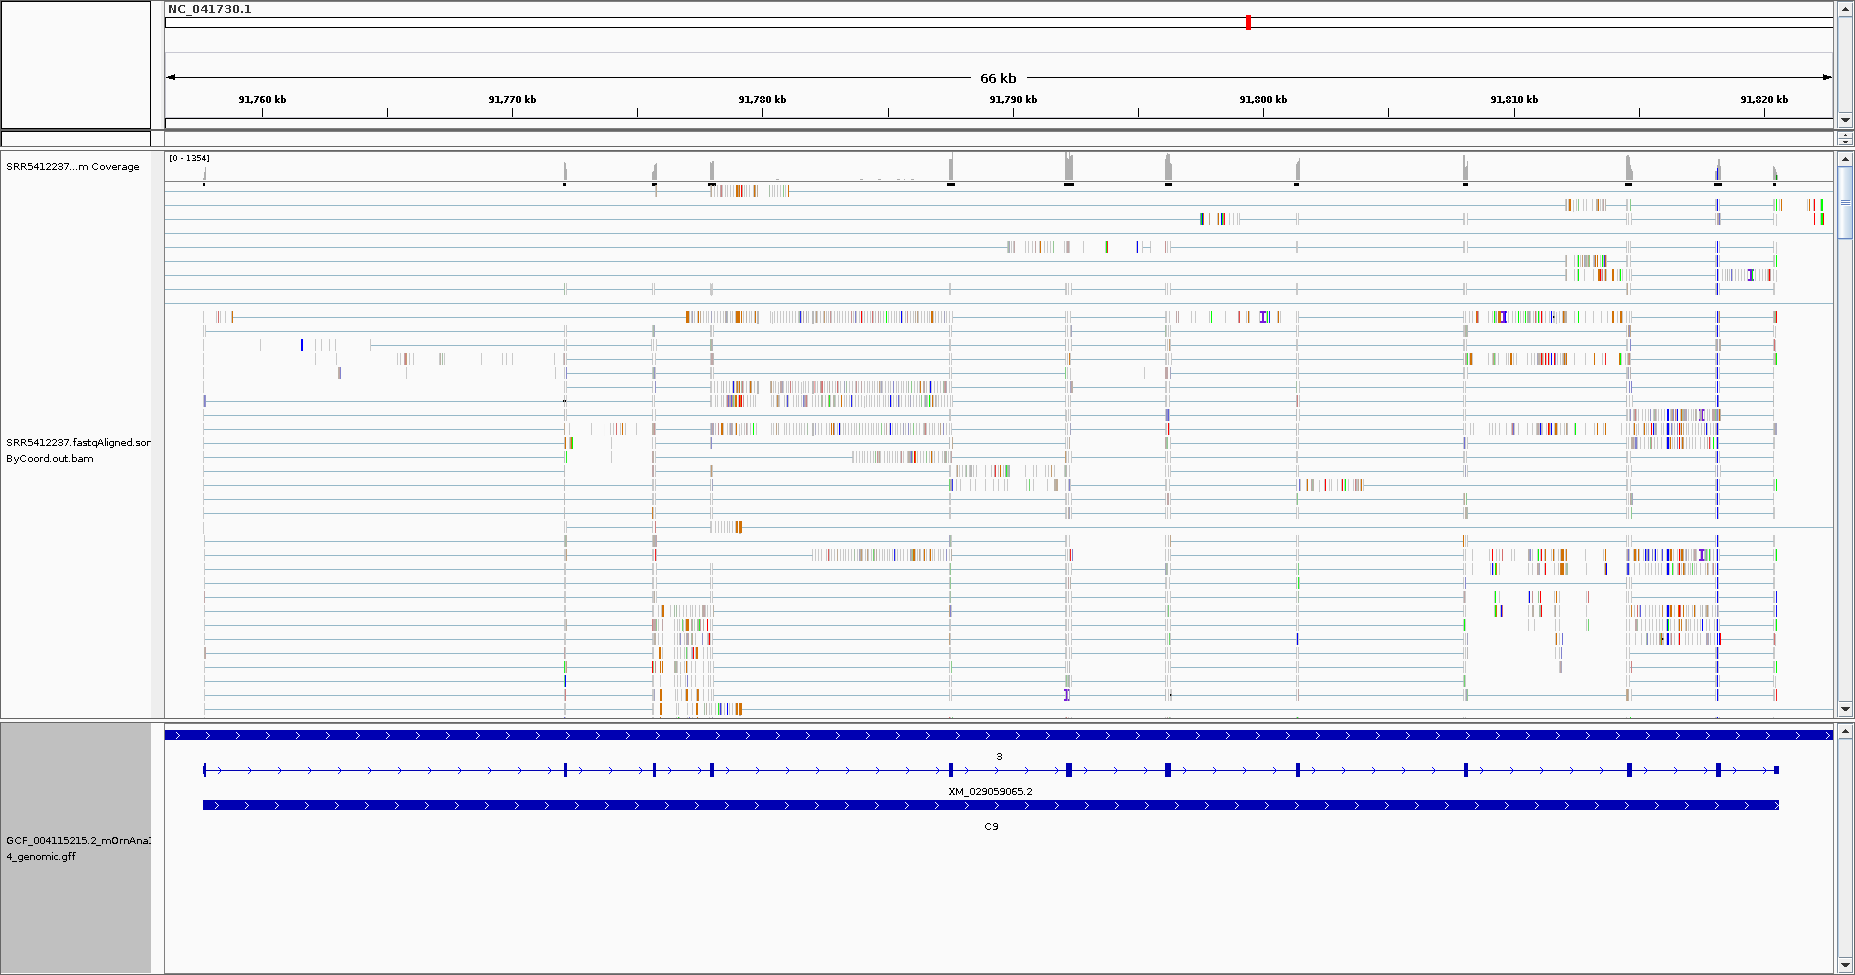 NC_041730.1
66 kb
91,760 kb 91,770 kb 91,780 kb 91,790 kb 91,800 kb 91,810 kb 91,820 kb
SRR5412237...m Coverage
[0 - 1354]
SRR5412237.fastqAligned.sor
ByCoord.out.bam
3
XM_029059065.2
C9
GCF_004115215.2_mOrnAna1
4_genomic.gff